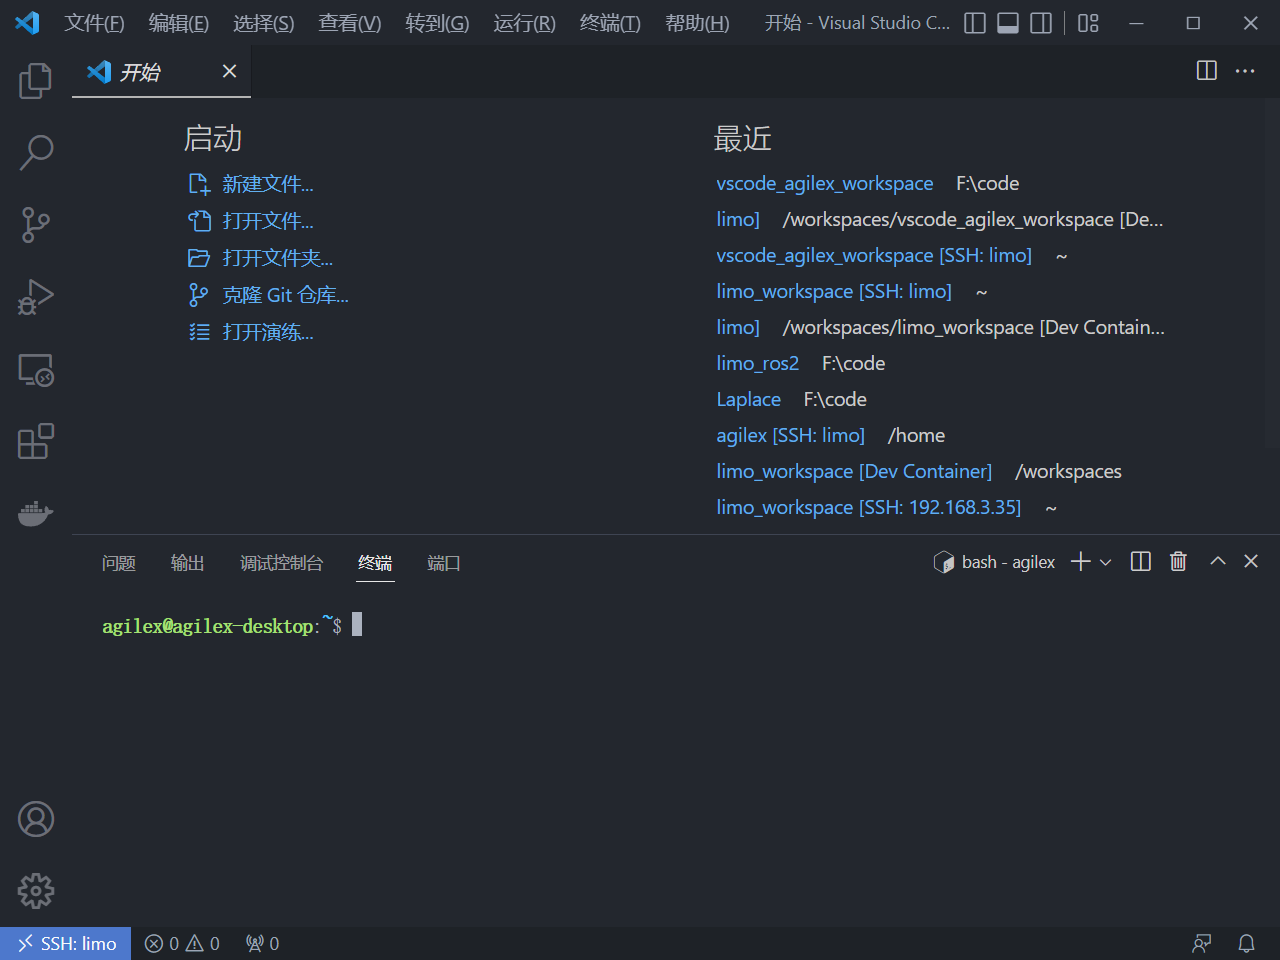 文件(F) 编辑(E) 选择(S) 查看(V) 转到(G) 运行(R) 终端(T) 帮助(H) 开始 - Visual Studio C...
开始
启动
新建文件...
打开文件...
打开文件夹...
克隆 Git 仓库...
打开演练...
最近
vscode_agilex_workspace F:\code
limo] /workspaces/vscode_agilex_workspace [De...
vscode_agilex_workspace [SSH: limo] ~
limo_workspace [SSH: limo] ~
limo] /workspaces/limo_workspace [Dev Contain...
limo_ros2 F:\code
Laplace F:\code
agilex [SSH: limo] /home
limo_workspace [Dev Container] /workspaces
limo_workspace [SSH: 192.168.3.35] ~
问题 输出 调试控制台 终端 端口 bash - agilex
agilex@agilex-desktop:~$
SSH: limo 0 0 0